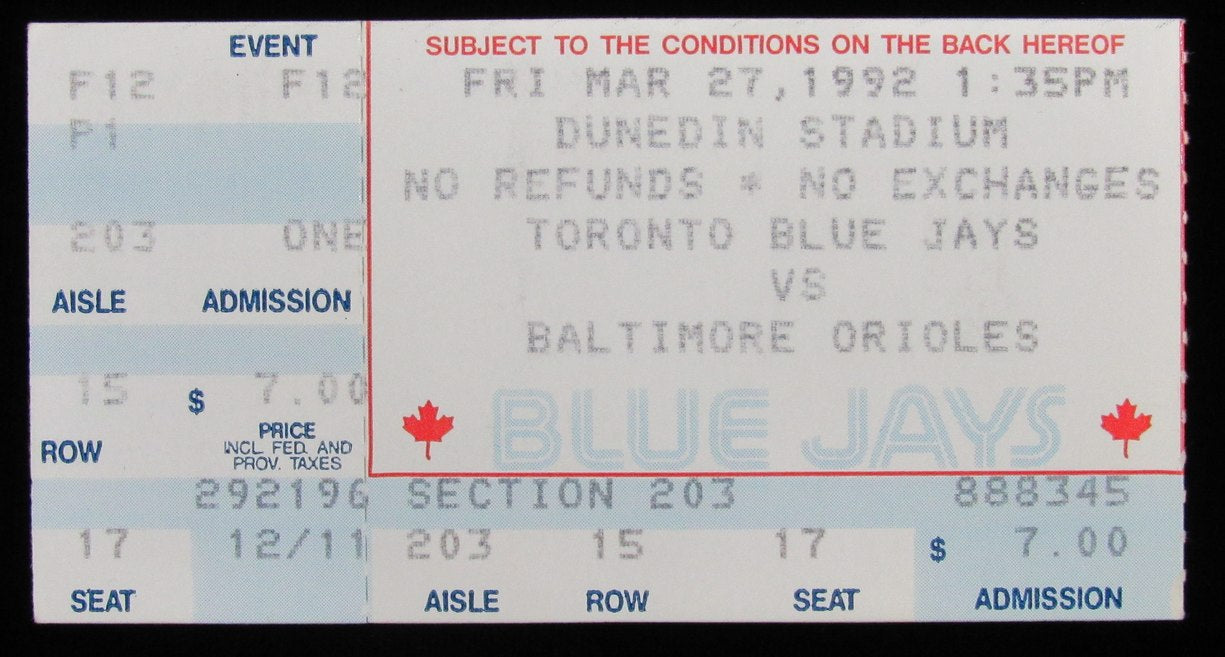 EVENT
F12 F12
P1
203 ONE
AISLE ADMISSION
15 $ 7.00
ROW PRICE
INCL. FED. AND
PROV. TAXES
292196
17 12/11
SEAT
SUBJECT TO THE CONDITIONS ON THE BACK HEREOF
FRI MAR 27,1992 1:35PM
DUNEDIN STADIUM
NO REFUNDS * NO EXCHANGES
TORONTO BLUE JAYS
VS
BALTIMORE ORIOLES
BLUE JAYS
SECTION 203 888345
203 15 17 $ 7.00
AISLE ROW SEAT ADMISSION